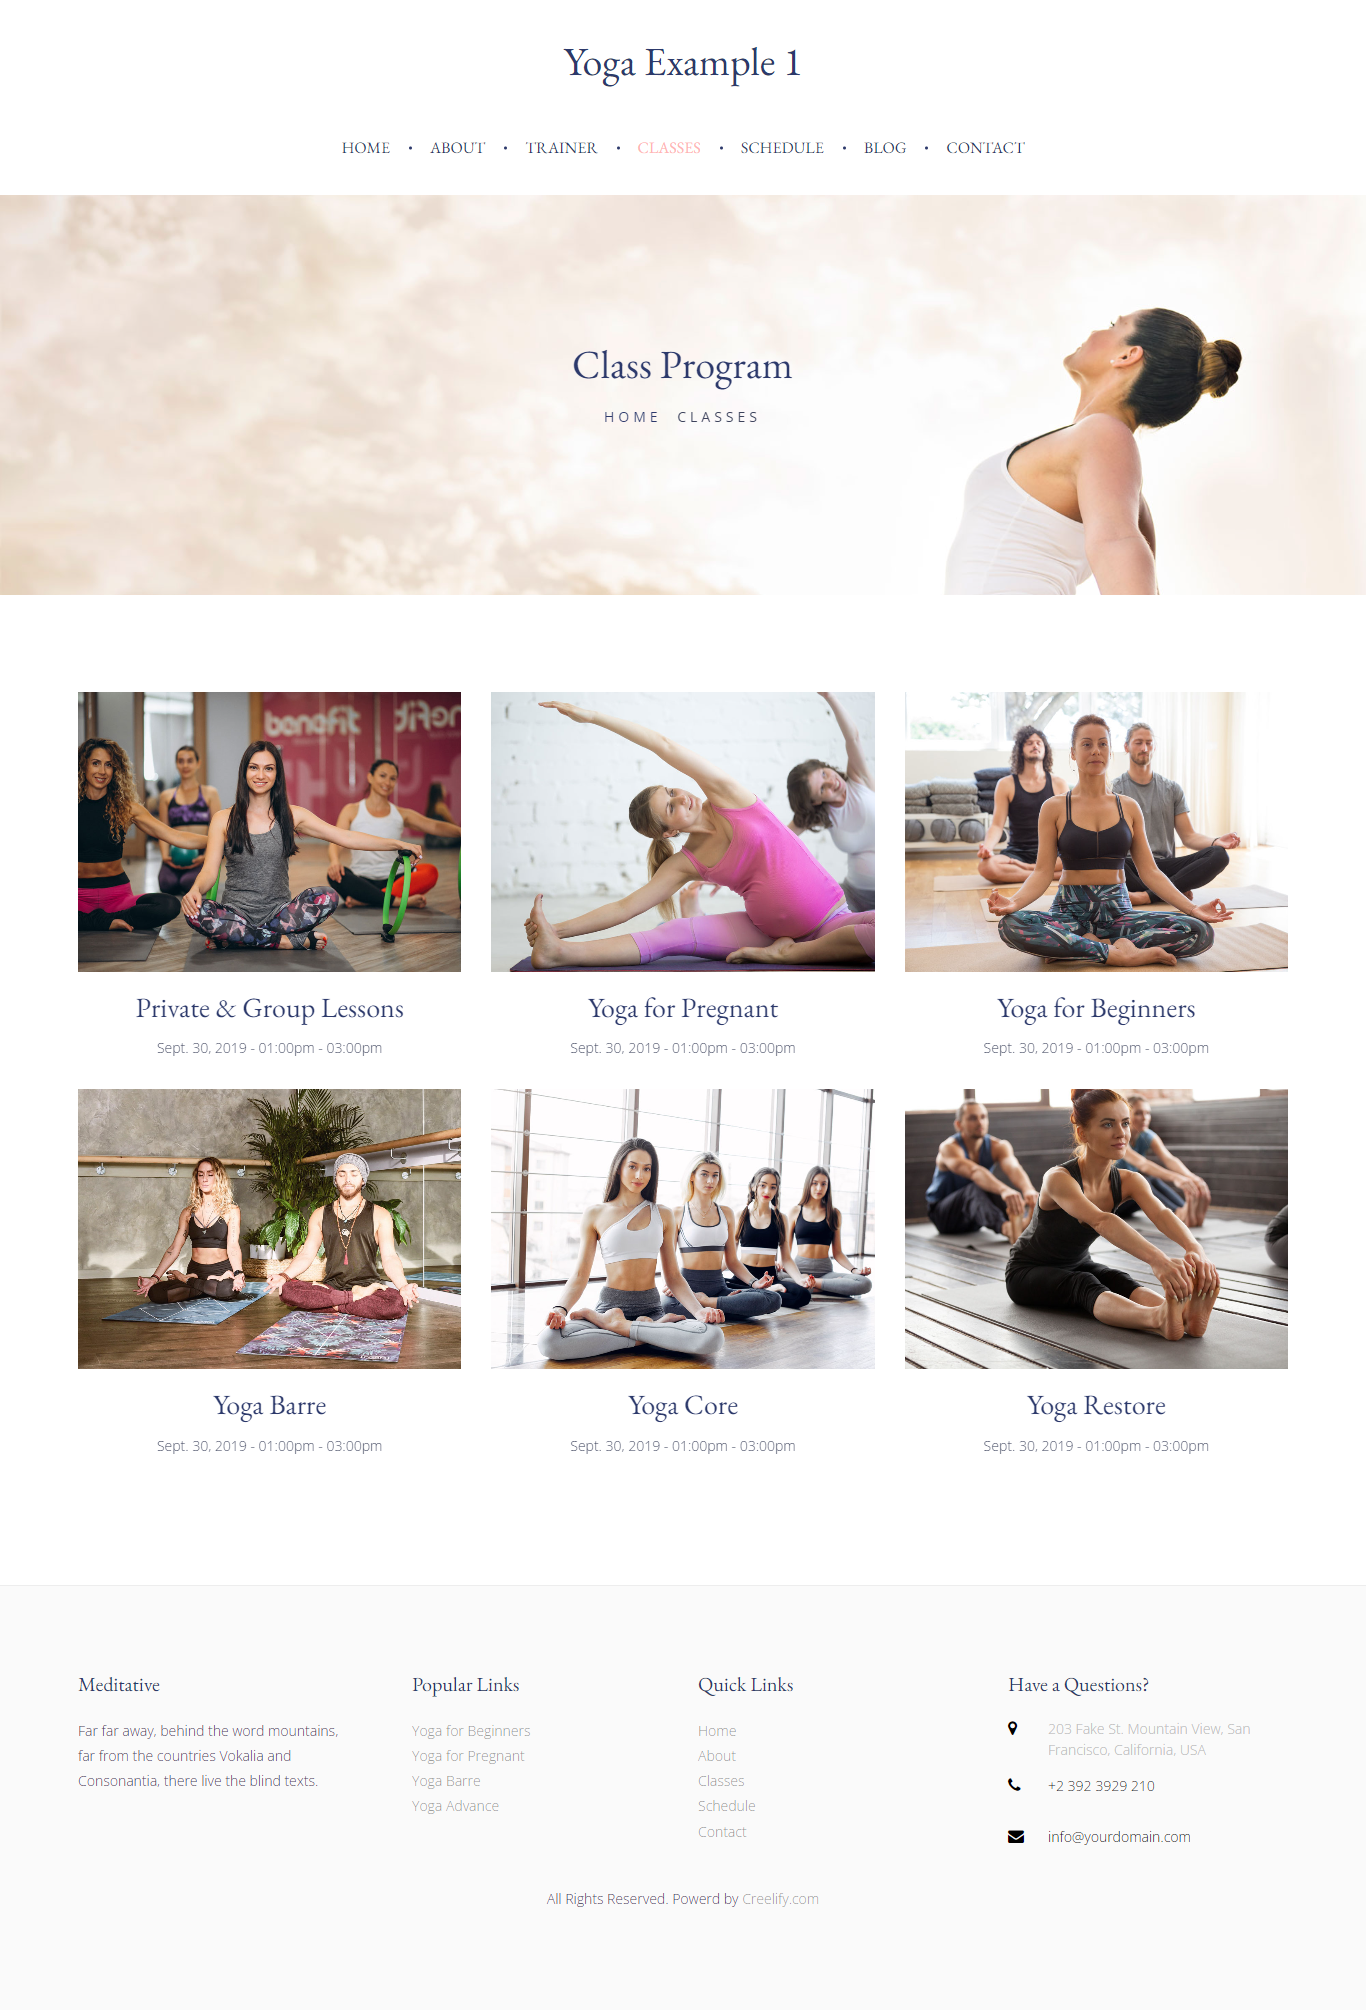 Yoga Example 1
HOME • ABOUT • TRAINER • CLASSES • SCHEDULE • BLOG • CONTACT
Class Program
HOME CLASSES
benefit
Private & Group Lessons
Yoga for Pregnant
Yoga for Beginners
Sept. 30, 2019 - 01:00pm - 03:00pm
Sept. 30, 2019 - 01:00pm - 03:00pm
Sept. 30, 2019 - 01:00pm - 03:00pm
Yoga Barre
Yoga Core
Yoga Restore
Sept. 30, 2019 - 01:00pm - 03:00pm
Sept. 30, 2019 - 01:00pm - 03:00pm
Sept. 30, 2019 - 01:00pm - 03:00pm
Meditative
Far far away, behind the word mountains,
far from the countries Vokalia and
Consonantia, there live the blind texts.
Popular Links
Yoga for Beginners
Yoga for Pregnant
Yoga Barre
Yoga Advance
Quick Links
Home
About
Classes
Schedule
Contact
Have a Questions?
203 Fake St. Mountain View, San
Francisco, California, USA
+2 392 3929 210
info@yourdomain.com
All Rights Reserved. Powerd by Creelify.com